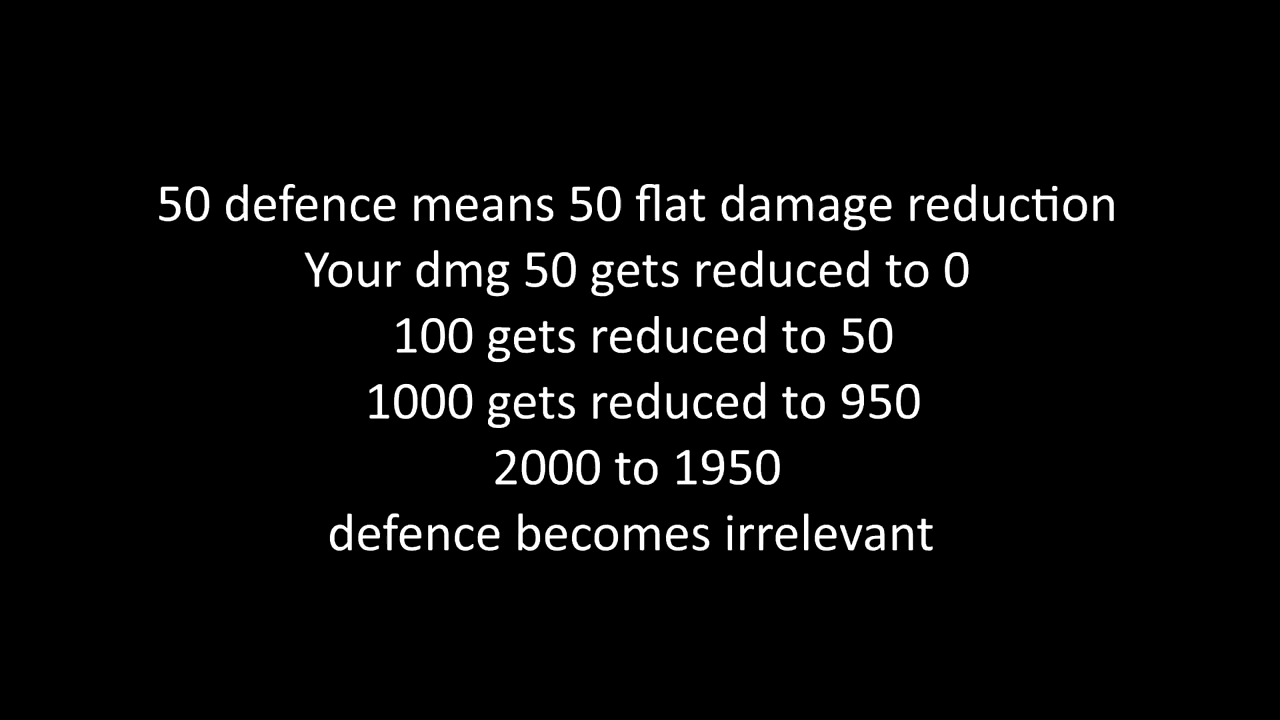 50 defence means 50 flat damage reduction
Your dmg 50 gets reduced to 0
100 gets reduced to 50
1000 gets reduced to 950
2000 to 1950
defence becomes irrelevant